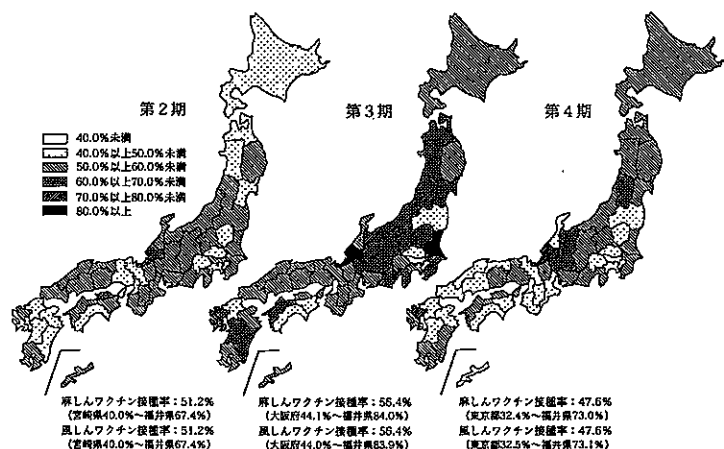 第2期
第3期
第4期
40.0%未満
40.0%以上50.0%未満
50.0%以上60.0%未満
60.0%以上70.0%未満
70.0%以上80.0%未満
80.0%以上
麻しんワクチン接種率：51.2%
(宮崎県40.0%～福井県67.4%)
風しんワクチン接種率：51.2%
(宮崎県40.0%～福井県67.4%)
麻しんワクチン接種率：56.4%
(大阪府44.1%～福井県84.0%)
風しんワクチン接種率：56.4%
(大阪府44.0%～福井県83.9%)
麻しんワクチン接種率：47.6%
(東京都32.4%～福井県73.0%)
風しんワクチン接種率：47.6%
[東京都32.5%～福井県73.1%)